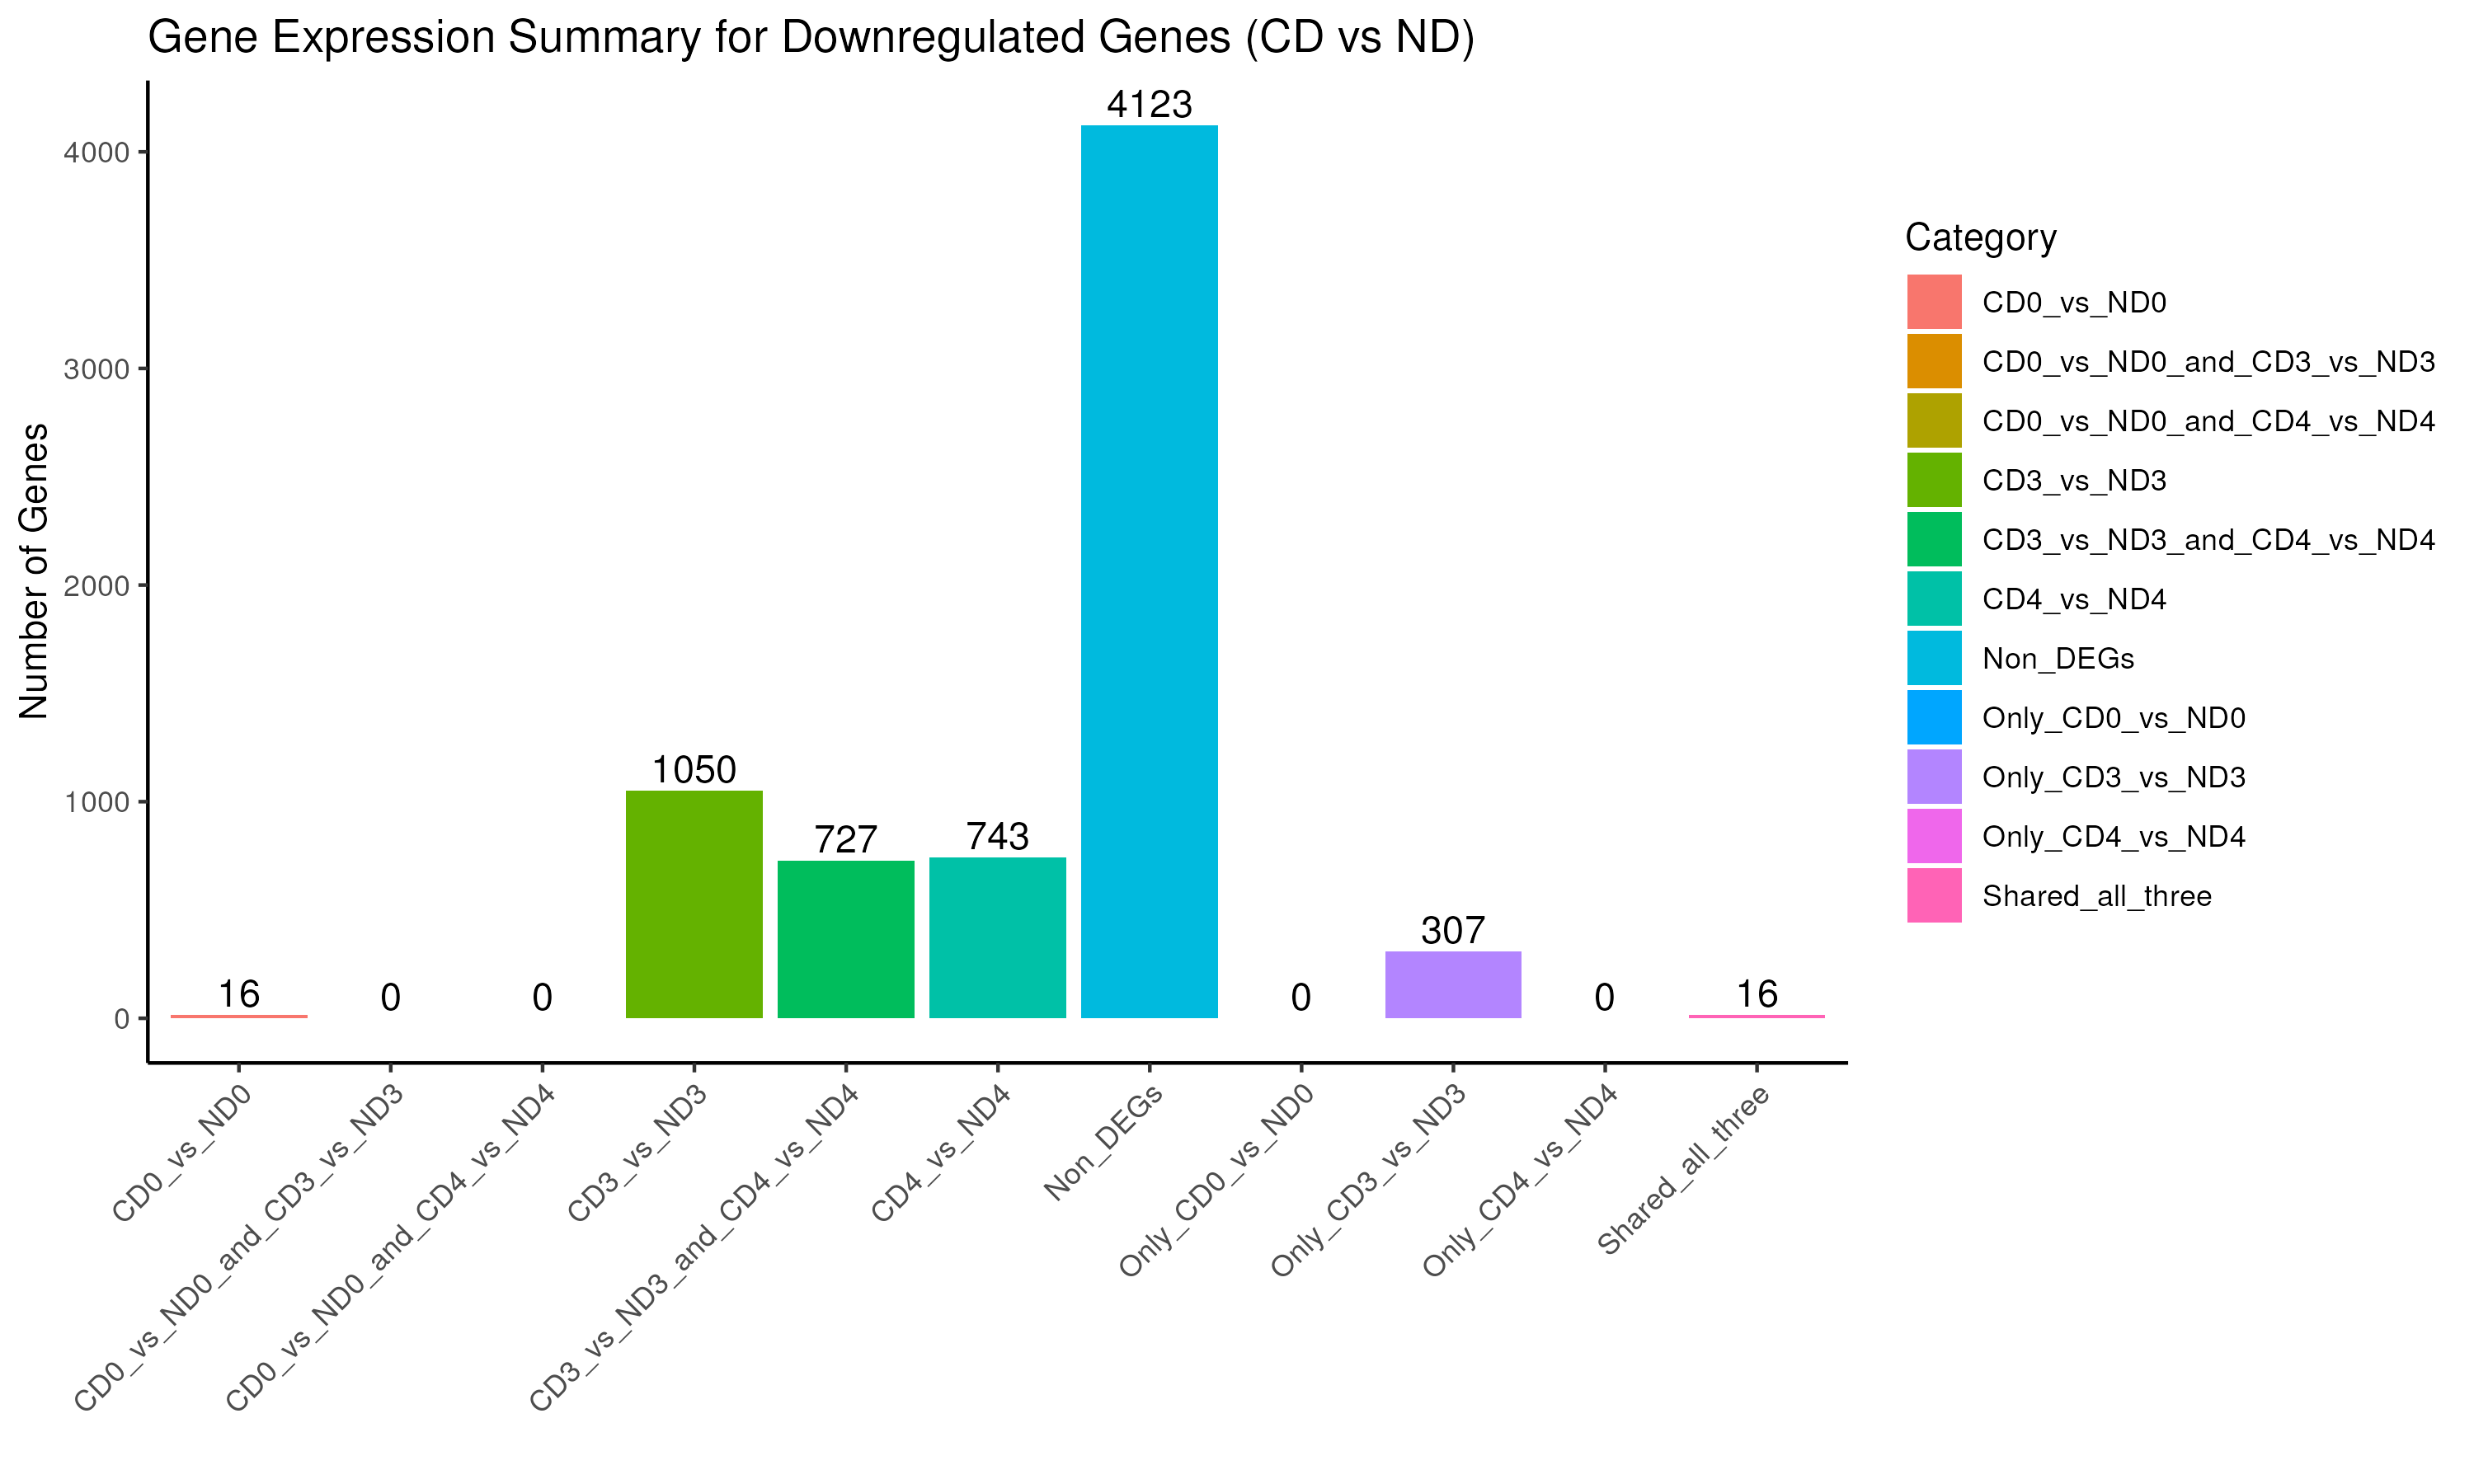 Gene Expression Summary for Downregulated Genes (CD vs ND)
Number of Genes
4000
3000
2000
1000
0
16
0
0
1050
727
743
4123
0
307
0
16
CD0_vs_ND0
CD0_vs_ND0_and_CD3_vs_ND3
CD0_vs_ND0_and_CD4_vs_ND4
CD3_vs_ND3
CD3_vs_ND3_and_CD4_vs_ND4
CD4_vs_ND4
Non_DEGs
Only_CD0_vs_ND0
Only_CD3_vs_ND3
Only_CD4_vs_ND4
Shared_all_three
Category
CD0_vs_ND0
CD0_vs_ND0_and_CD3_vs_ND3
CD0_vs_ND0_and_CD4_vs_ND4
CD3_vs_ND3
CD3_vs_ND3_and_CD4_vs_ND4
CD4_vs_ND4
Non_DEGs
Only_CD0_vs_ND0
Only_CD3_vs_ND3
Only_CD4_vs_ND4
Shared_all_three